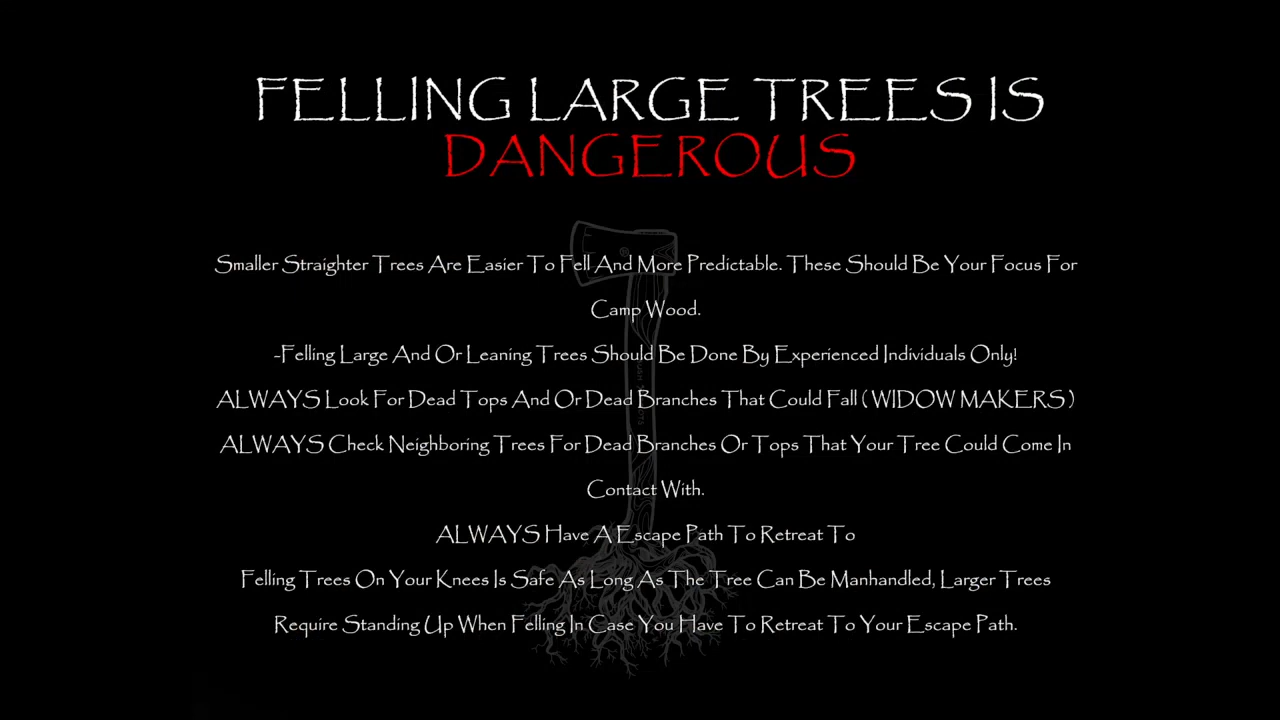 FELLING LARGE TREES IS
DANGEROUS
Smaller Straighter Trees Are Easier To Fell And More Predictable. These Should Be Your Focus For
Camp Wood.
-Felling Large And Or Leaning Trees Should Be Done By Experienced Individuals Only!
ALWAYS Look For Dead Tops And Or Dead Branches That Could Fall ( WIDOW MAKERS )
ALWAYS Check Neighboring Trees For Dead Branches Or Tops That Your Tree Could Come In
Contact With.
ALWAYS Have A Escape Path To Retreat To
Felling Trees On Your Knees Is Safe As Long As The Tree Can Be Manhandled, Larger Trees
Require Standing Up When Felling In Case You Have To Retreat To Your Escape Path.